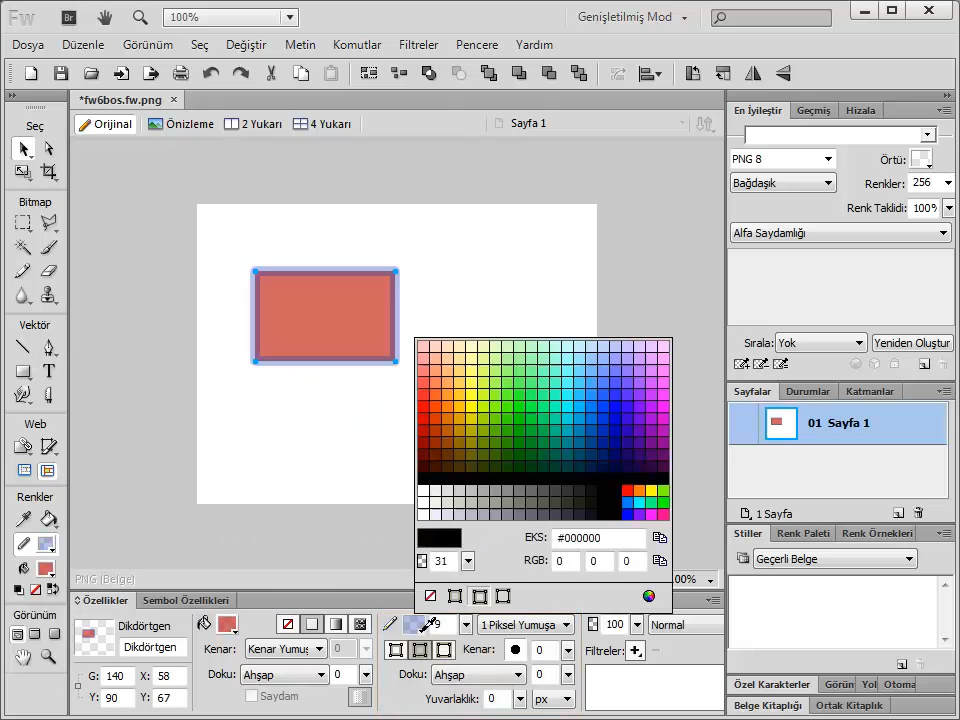 Fw
Br
100%
Genişletilmiş Mod
Dosya Düzenle Görünüm Seç Değiştir Metin Komutlar Filtreler Pencere Yardım
*fw6bos.fw.png
Orijinal Önizleme 2 Yukarı 4 Yukarı Sayfa 1
Seç
Bitmap
Vektör
Web
Renkler
Görünüm
En İyileştir Geçmiş Hizala
PNG 8
Örtü:
Bağdaşık
Renkler: 256
Renk Taklidi: 100%
Alfa Saydamlığı
Sırala: Yok
Yeniden Oluştur
Sayfalar Durumlar Katmanlar
01 Sayfa 1
1 Sayfa
Stiller Renk Paleti Renk Örnekleri
Geçerli Belge
Özel Karakterler Görün Yol Otoma
Belge Kitaplığı Ortak Kitaplık
EKS: #000000
31
RGB: 0 0 0
PNG (Belge)
00%
Özellikler Sembol Özellikleri
Dikdörtgen
Dikdörtgen
G: 140 X: 58
Y: 90 Y: 67
Kenar: Kenar Yumuş 0
Doku: Ahşap 0
Saydam
1 Piksel Yumuşa
Kenar: 0
Doku: Ahşap 0
Yuvarlaklık: 0 px
100 Normal
Filtreler: